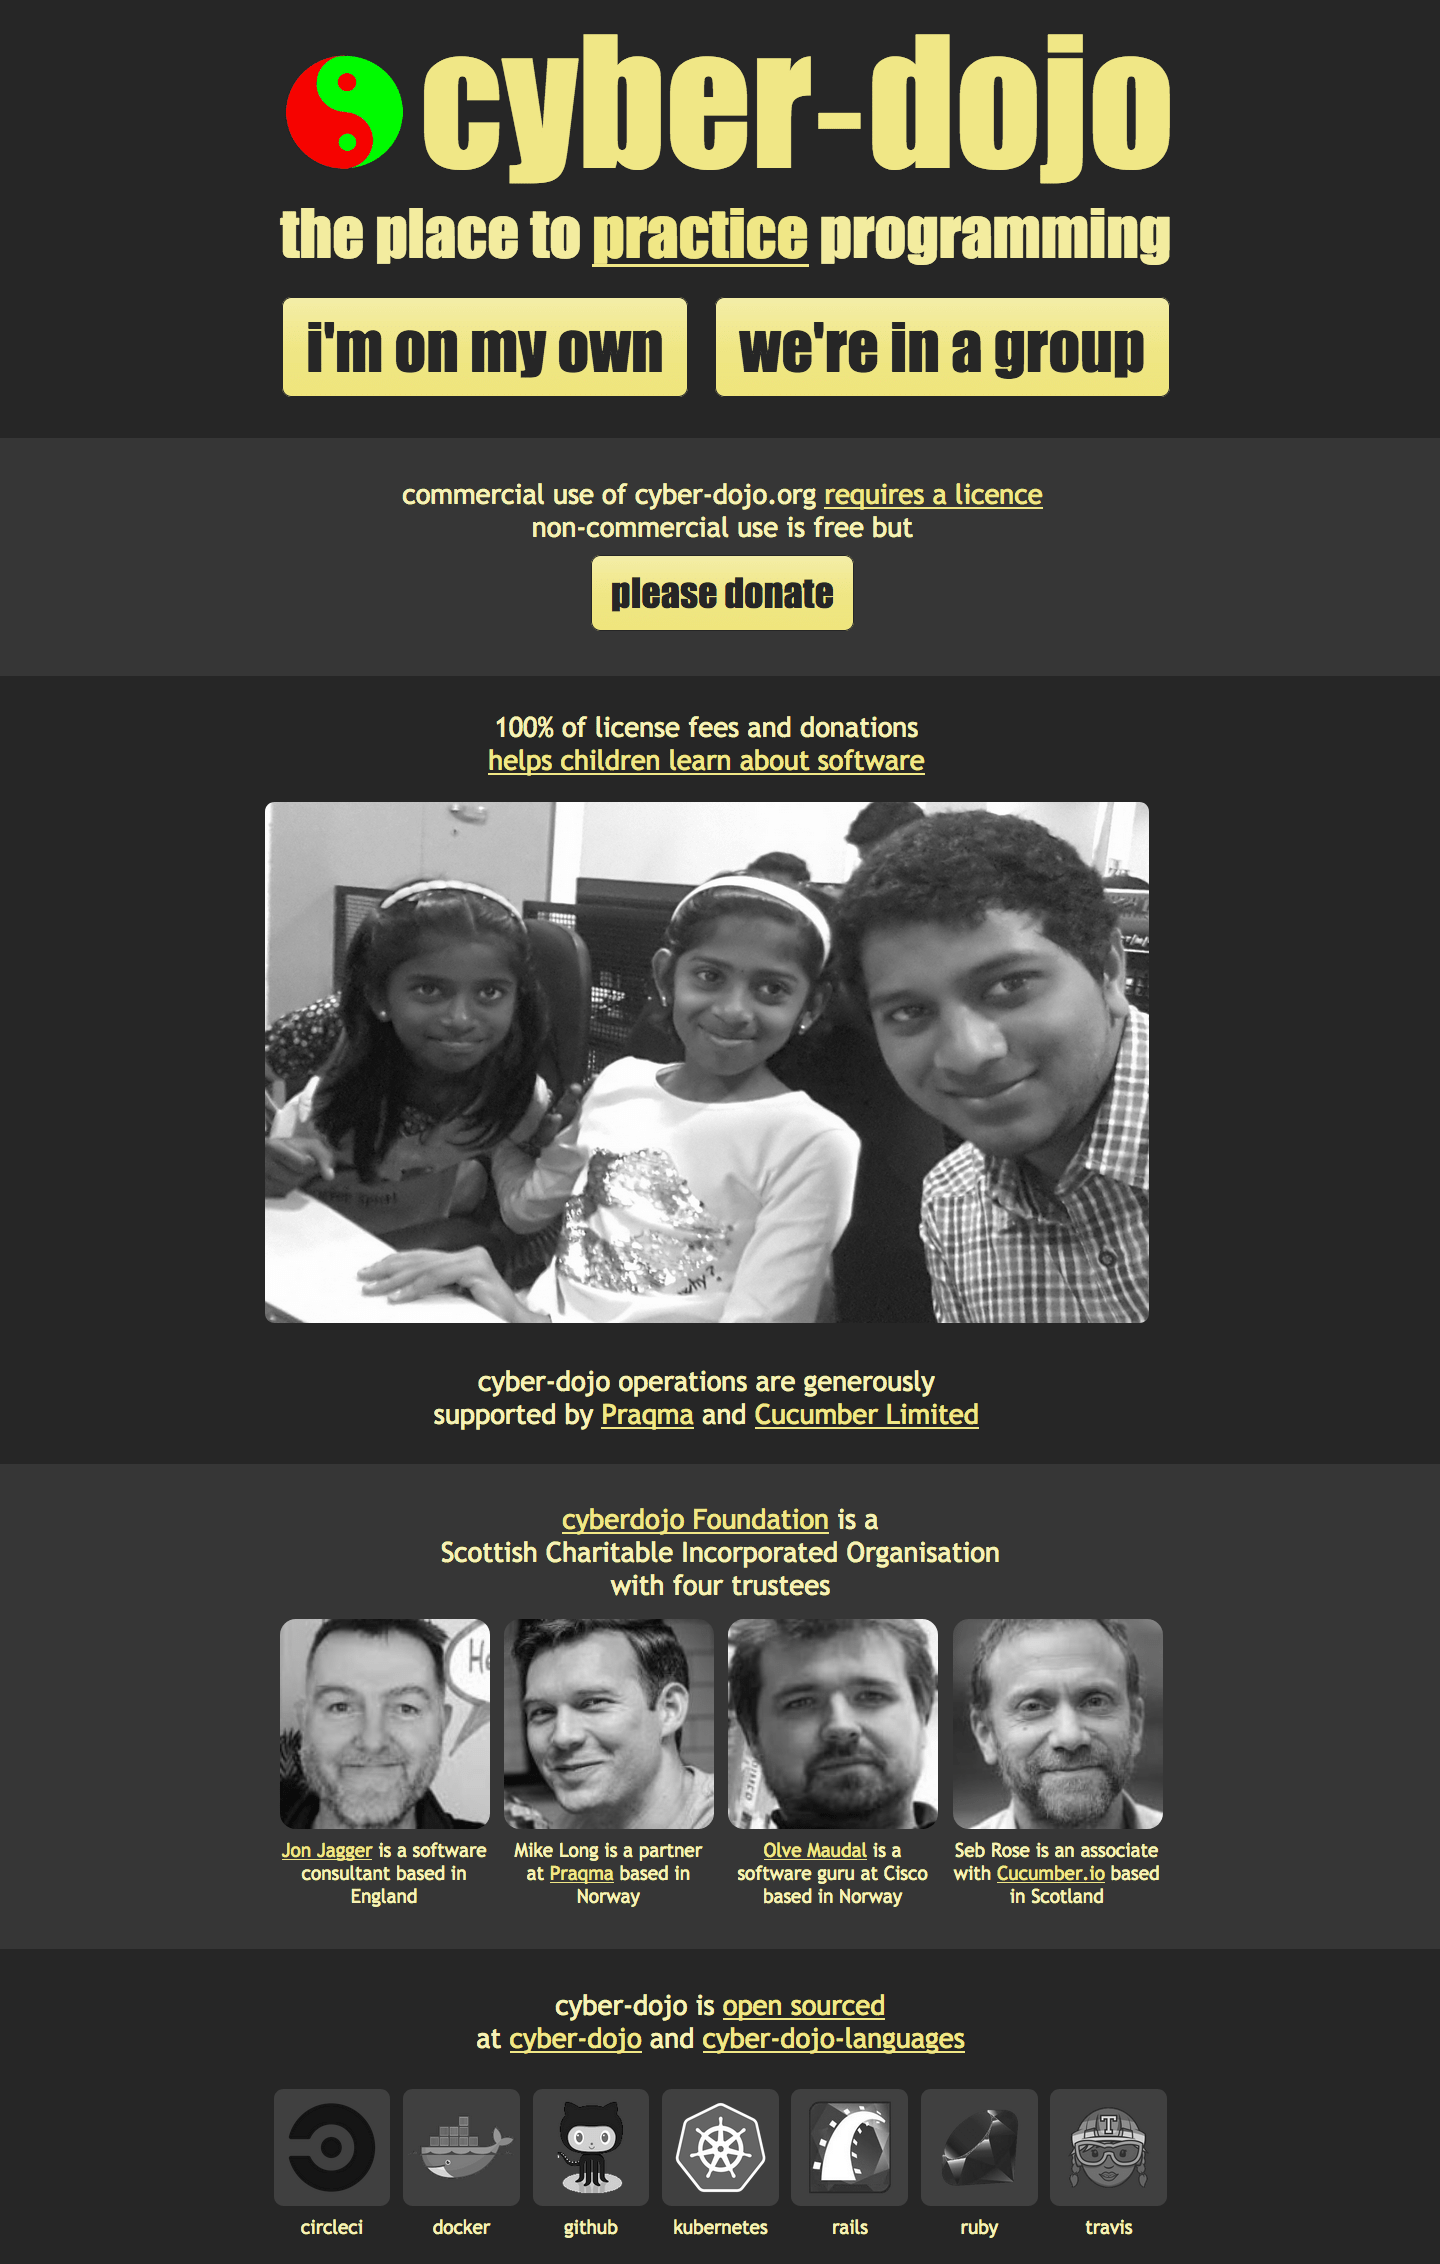 cyber-dojo
the place to practice programming
i'm on my own
we're in a group
commercial use of cyber-dojo.org requires a licence
non-commercial use is free but
please donate
100% of license fees and donations
helps children learn about software
why?
cyber-dojo operations are generously
supported by Praqma and Cucumber Limited
cyberdojo Foundation is a
Scottish Charitable Incorporated Organisation
with four trustees
Jon Jagger is a software
consultant based in
England
Mike Long is a partner
at Praqma based in
Norway
Olve Maudal is a
software guru at Cisco
based in Norway
Seb Rose is an associate
with Cucumber.io based
in Scotland
cyber-dojo is open sourced
at cyber-dojo and cyber-dojo-languages
T
circleci
docker
github
kubernetes
rails
ruby
travis